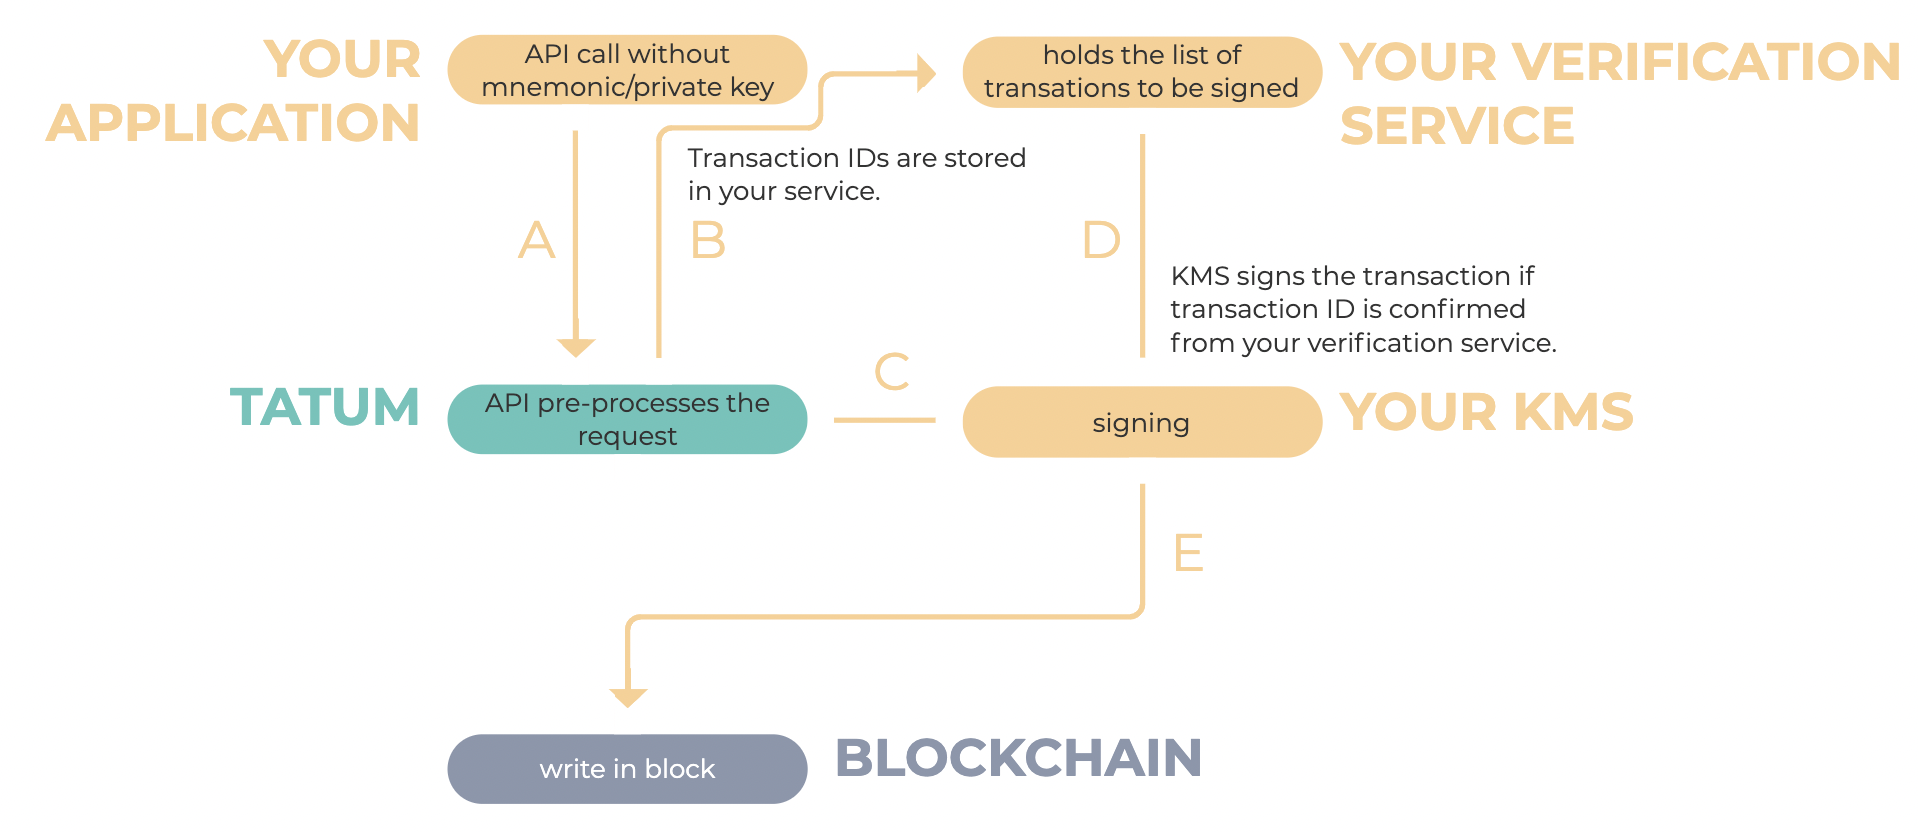 YOUR
APPLICATION
API call without
mnemonic/private key
holds the list of
transations to be signed
YOUR VERIFICATION
SERVICE
Transaction IDs are stored
in your service.
A
B
D
KMS signs the transaction if
transaction ID is confirmed
from your verification service.
C
TATUM
API pre-processes the
request
signing
YOUR KMS
E
write in block
BLOCKCHAIN